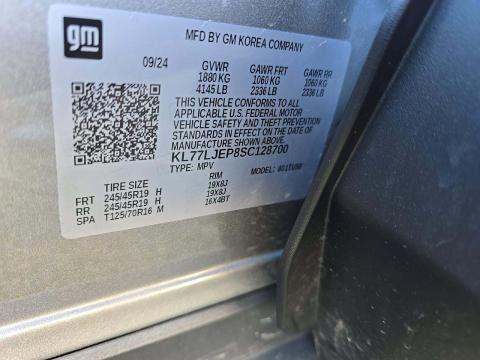 gm
MFD BY GM KOREA COMPANY
09/24 GVWR GAWR FRT GAWR RR
1880 KG 1060 KG 1060 KG
4145 LB 2336 LB 2336 LB
THIS VEHICLE CONFORMS TO ALL
APPLICABLE U.S. FEDERAL MOTOR
VEHICLE SAFETY AND THEFT PREVENTION
STANDARDS IN EFFECT ON THE DATE OF
MANUFACTURE SHOWN ABOVE.
KL77LJEP8SC128700
TYPE: MPV MODEL:
TIRE SIZE RIM
FRT 245/45R19 H 19X8J
RR 245/45R19 H 19X8J
SPA T125/70R16 M 16X4BT